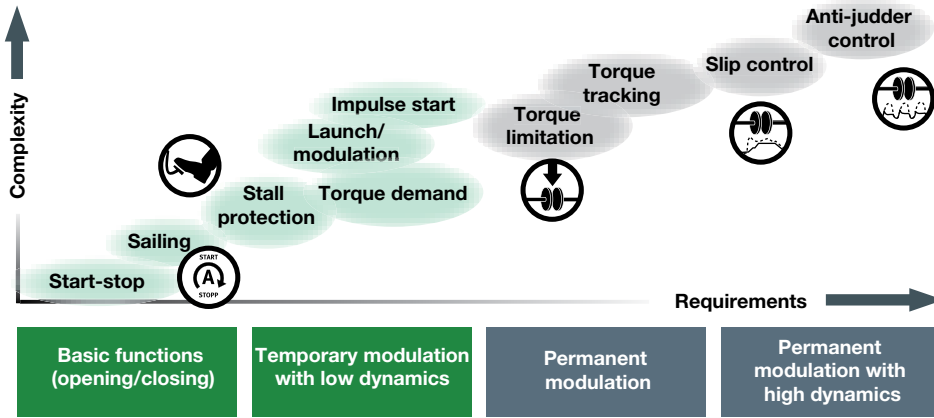 Complexity
Anti-judder
control
Slip control
Torque
tracking
Torque
limitation
Impulse start
Launch/
modulation
Torque demand
Stall
protection
Sailing
Start-stop
START
A
STOPP
Requirements
Basic functions
(opening/closing)
Temporary modulation
with low dynamics
Permanent
modulation
Permanent
modulation with
high dynamics